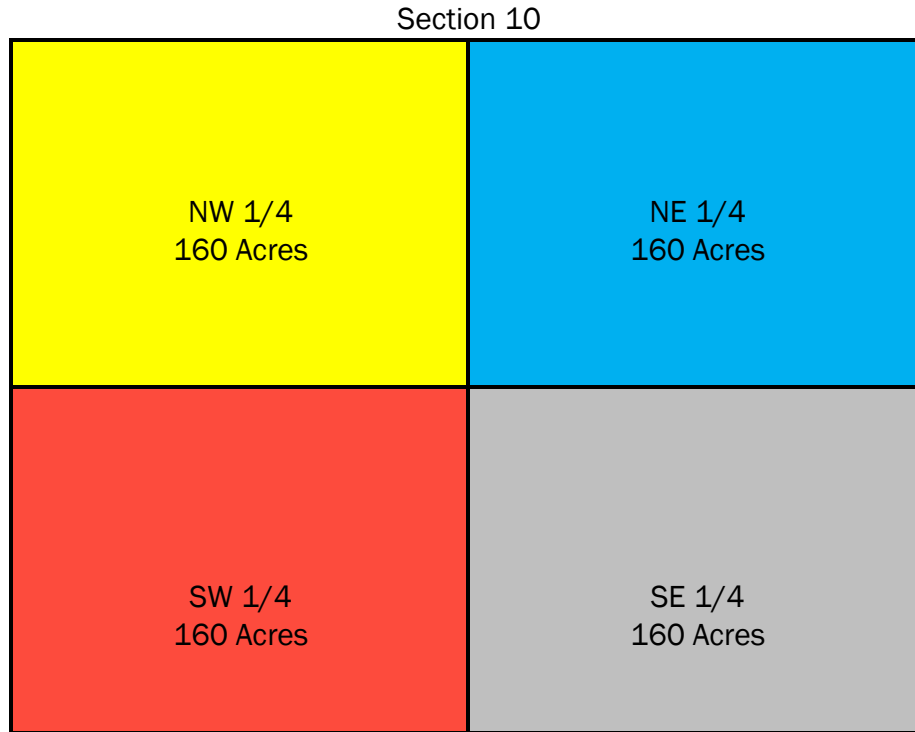 Section 10
NW 1/4
160 Acres
NE 1/4
160 Acres
SW 1/4
160 Acres
SE 1/4
160 Acres